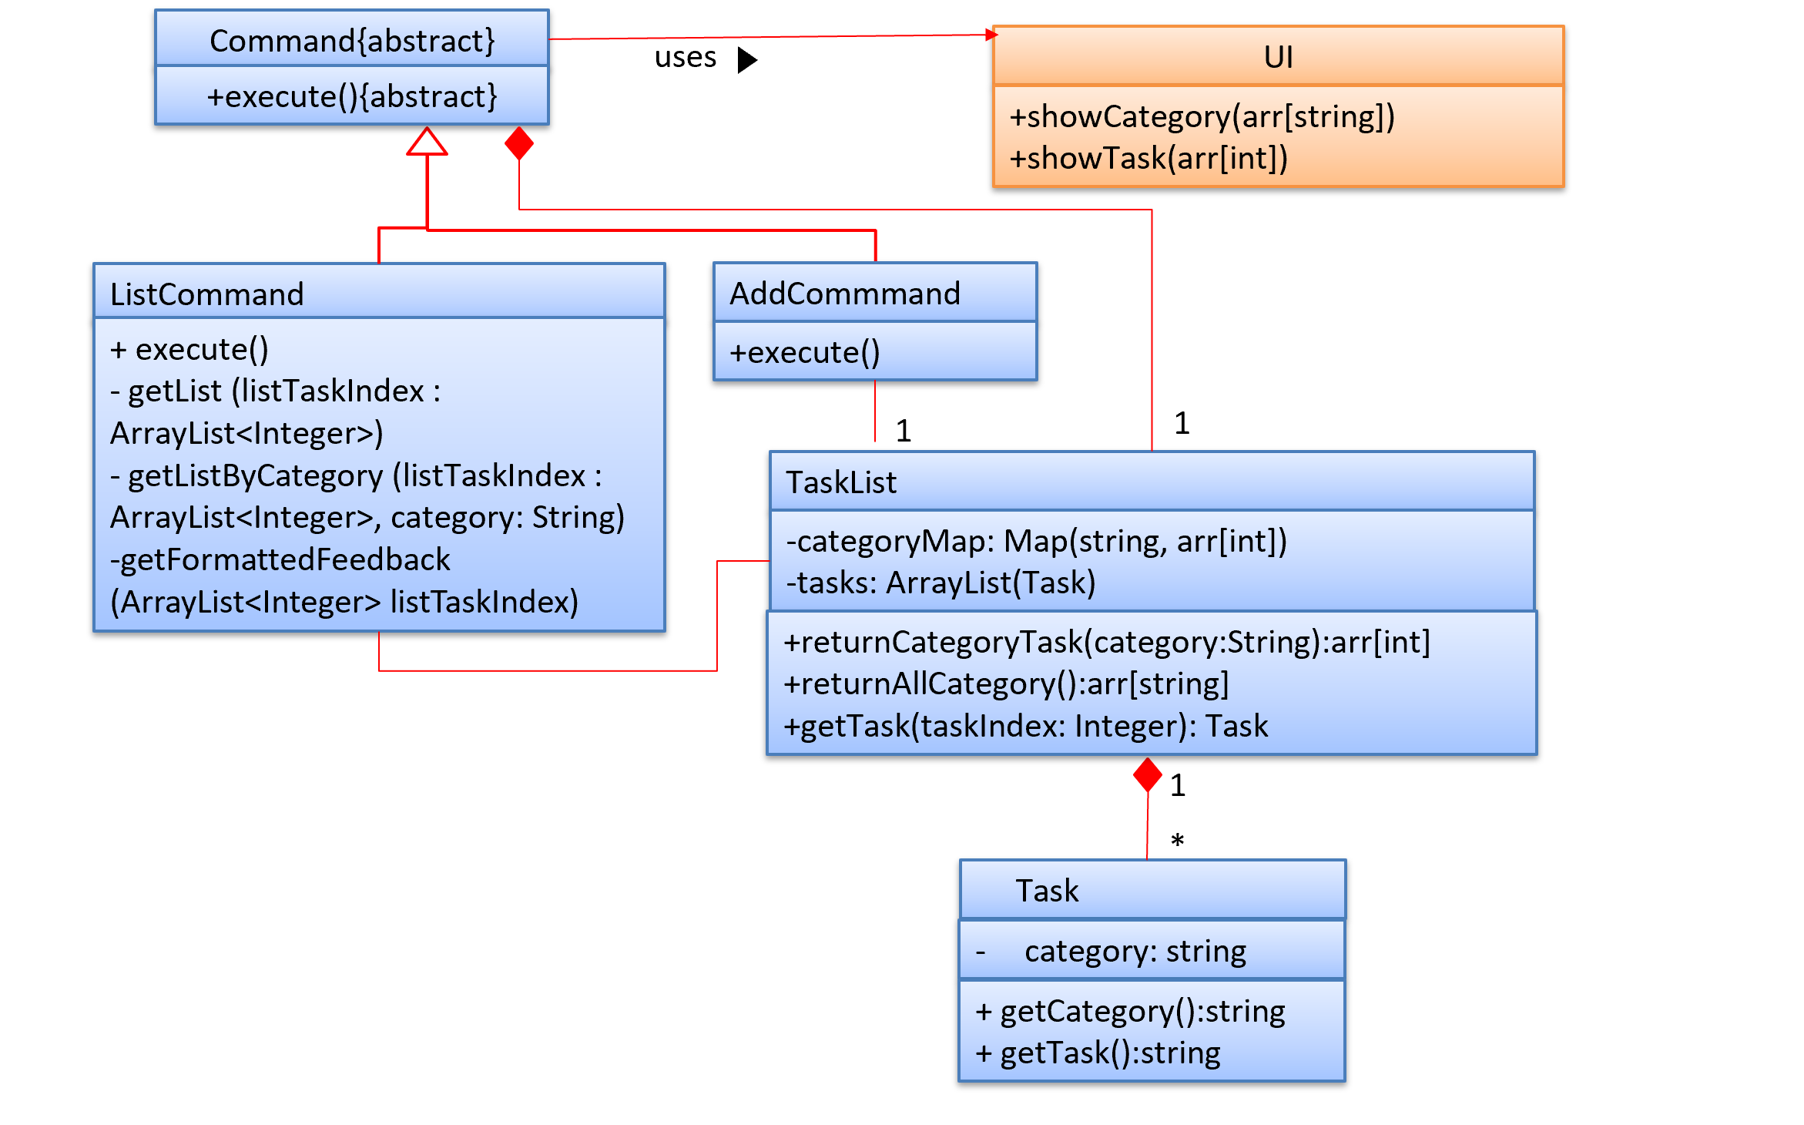 Command{abstract}
+execute(){abstract}
uses
UI
+showCategory(arr[string])
+showTask(arr[int])
ListCommand
+ execute()
- getList (listTaskIndex :
ArrayList<Integer>)
- getListByCategory (listTaskIndex :
ArrayList<Integer>, category: String)
-getFormattedFeedback
(ArrayList<Integer> listTaskIndex)
AddCommmand
+execute()
1
1
TaskList
-categoryMap: Map(string, arr[int])
-tasks: ArrayList(Task)
+returnCategoryTask(category:String):arr[int]
+returnAllCategory():arr[string]
+getTask(taskIndex: Integer): Task
1
*
Task
- category: string
+ getCategory():string
+ getTask():string